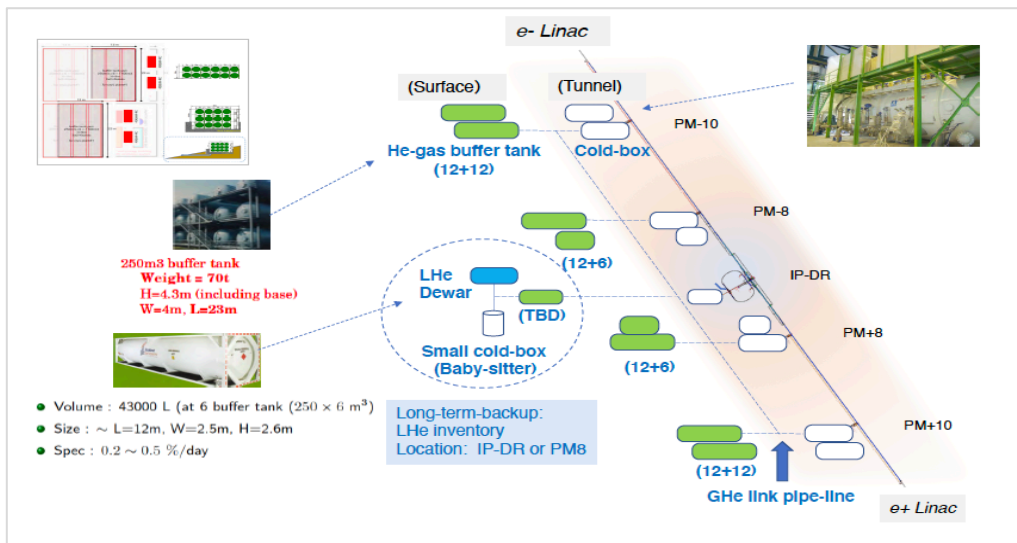 e- Linac
(Surface)
(Tunnel)
PM-10
He-gas buffer tank
(12+12)
Cold-box
PM-8
250m3 buffer tank
Weight = 70t
H=4.3m (including base)
W=4m, L=23m
(12+6)
LHe
Dewar
IP-DR
(TBD)
PM+8
Small cold-box
(Baby-sitter)
(12+6)
Volume : 43000 L (at 6 buffer tank (250 × 6 m³)
Size : ∼ L=12m, W=2.5m, H=2.6m
Spec : 0.2 ∼ 0.5 %/day
Long-term-backup:
LHe inventory
Location: IP-DR or PM8
PM+10
(12+12)
GHe link pipe-line
e+ Linac